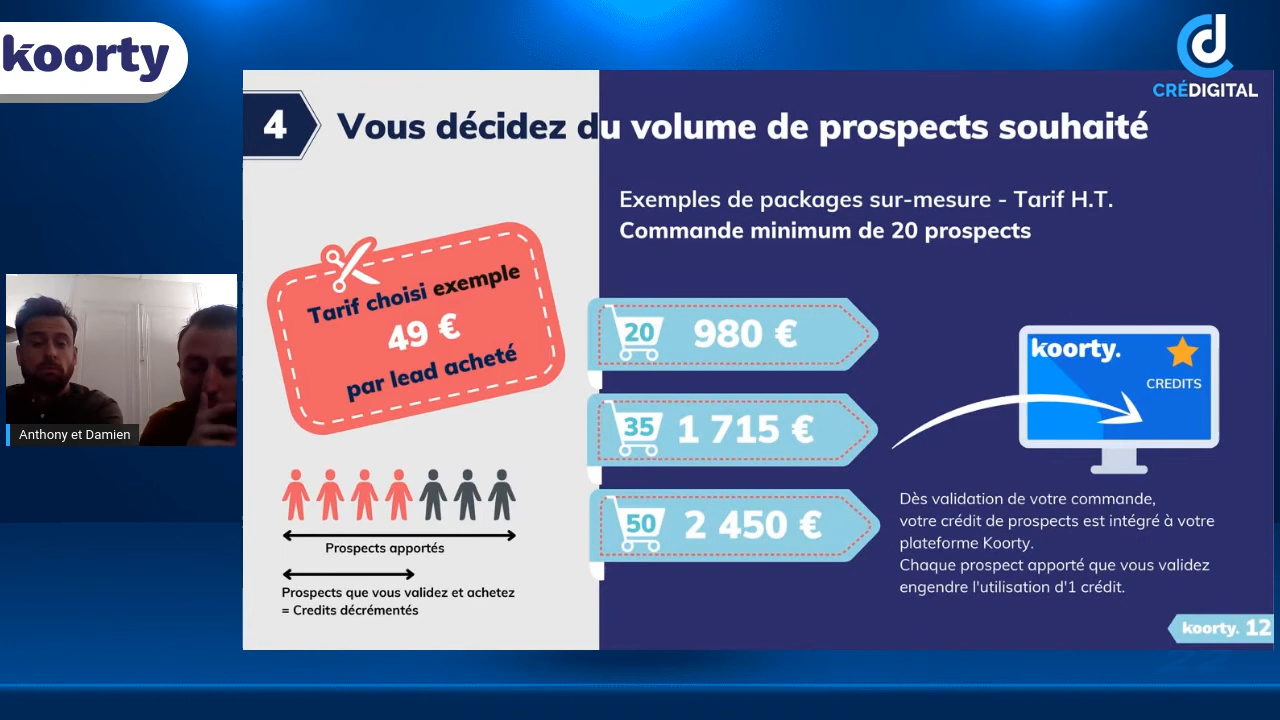 koorty
CRÉDIGITAL
4
Vous décidez du volume de prospects souhaité
Exemples de packages sur-mesure - Tarif H.T.
Commande minimum de 20 prospects
Tarif choisi exemple
49 €
par lead acheté
20 980 €
35 1 715 €
50 2 450 €
koorty.
CREDITS
Anthony et Damien
Prospects apportés
Prospects que vous validez et achetez
= Credits décrémentés
Dès validation de votre commande,
votre crédit de prospects est intégré à votre
plateforme Koorty.
Chaque prospect apporté que vous validez
engendre l'utilisation d'1 crédit.
koorty. 12